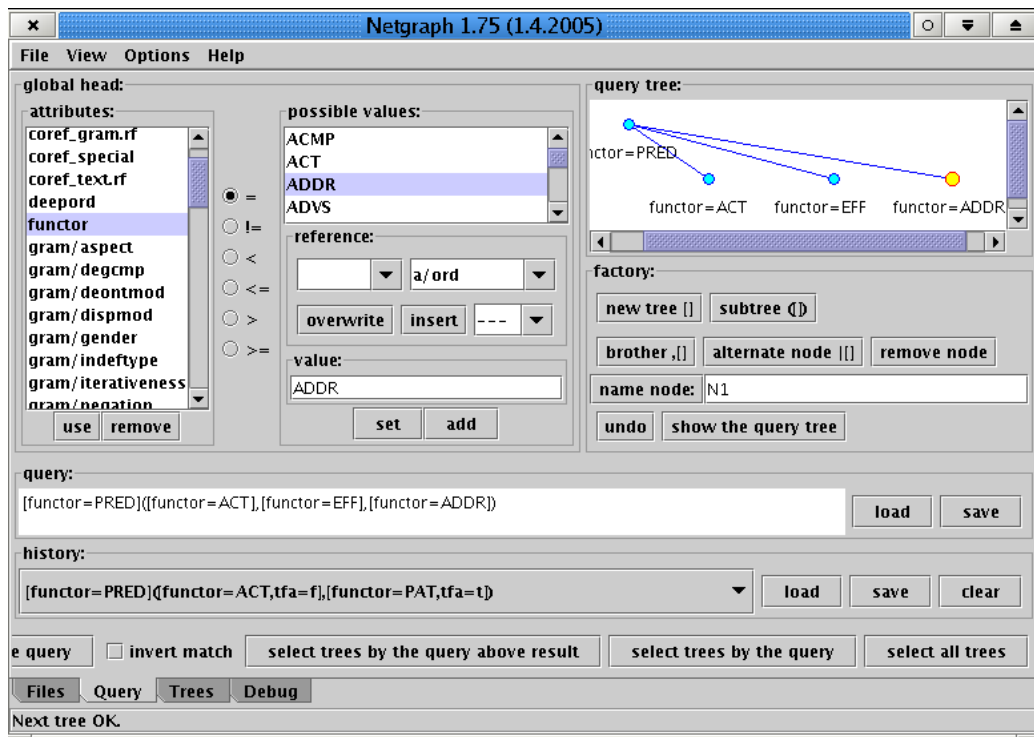 Netgraph 1.75 (1.4.2005)
File View Options Help
global head:
attributes:
coref_gram.rf
coref_special
coref_text.rf
deepord
functor
gram/aspect
gram/degcmp
gram/deontmod
gram/dispmod
gram/gender
gram/indeftype
gram/iterativeness
gram/negation
use remove
=
!=
<
<=
>
>=
possible values:
ACMP
ACT
ADDR
ADVS
reference:
a/ord
overwrite insert ---
value:
ADDR
set add
query tree:
nctor=PRED
functor=ACT functor=EFF functor=ADDR
factory:
new tree [] subtree ([])
brother ,[] alternate node |[] remove node
name node: N1
undo show the query tree
query:
[functor=PRED]([functor=ACT],[functor=EFF],[functor=ADDR])
load save
history:
[functor=PRED]([functor=ACT,tfa=f],[functor=PAT,tfa=t])
load save clear
e query invert match select trees by the query above result select trees by the query select all trees
Files Query Trees Debug
Next tree OK.